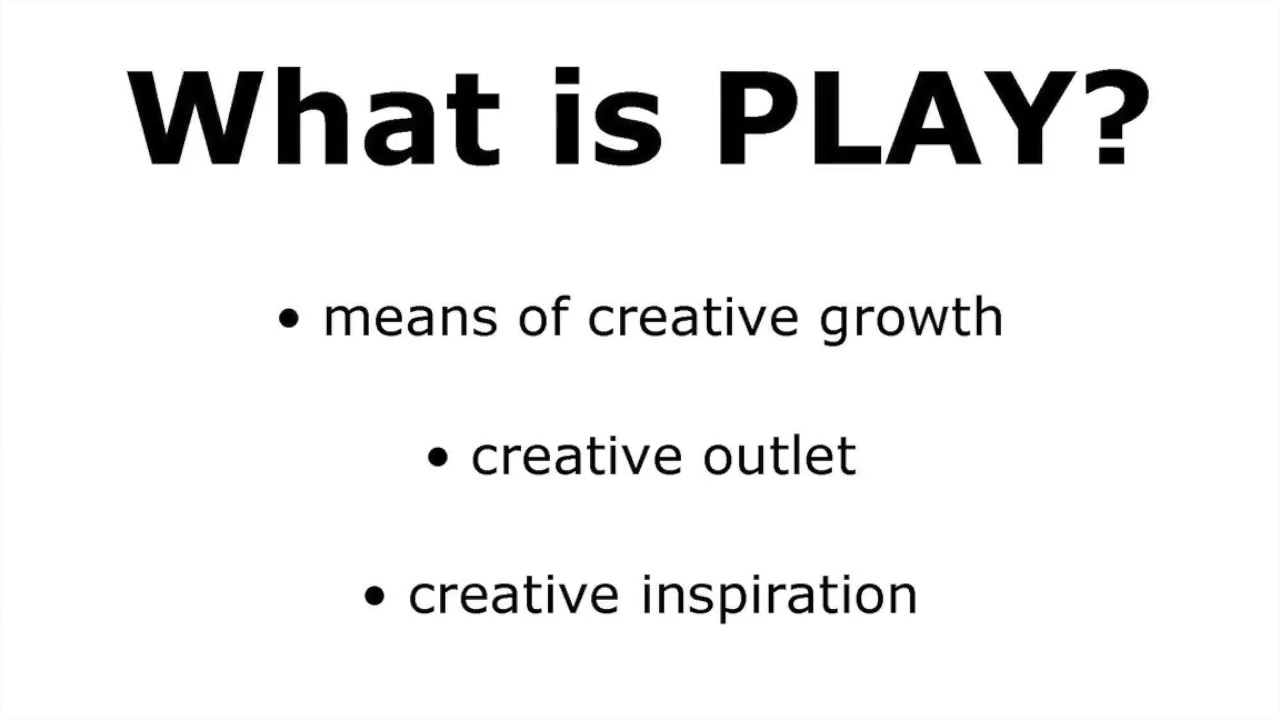 What is PLAY?
• means of creative growth
• creative outlet
• creative inspiration